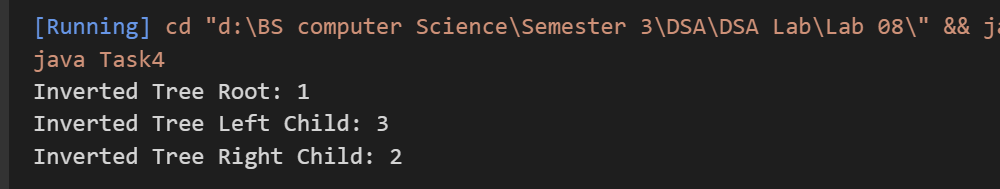 [Running] cd "d:\BS computer Science\Semester 3\DSA\DSA Lab\Lab 08\" && ja
java Task4
Inverted Tree Root: 1
Inverted Tree Left Child: 3
Inverted Tree Right Child: 2